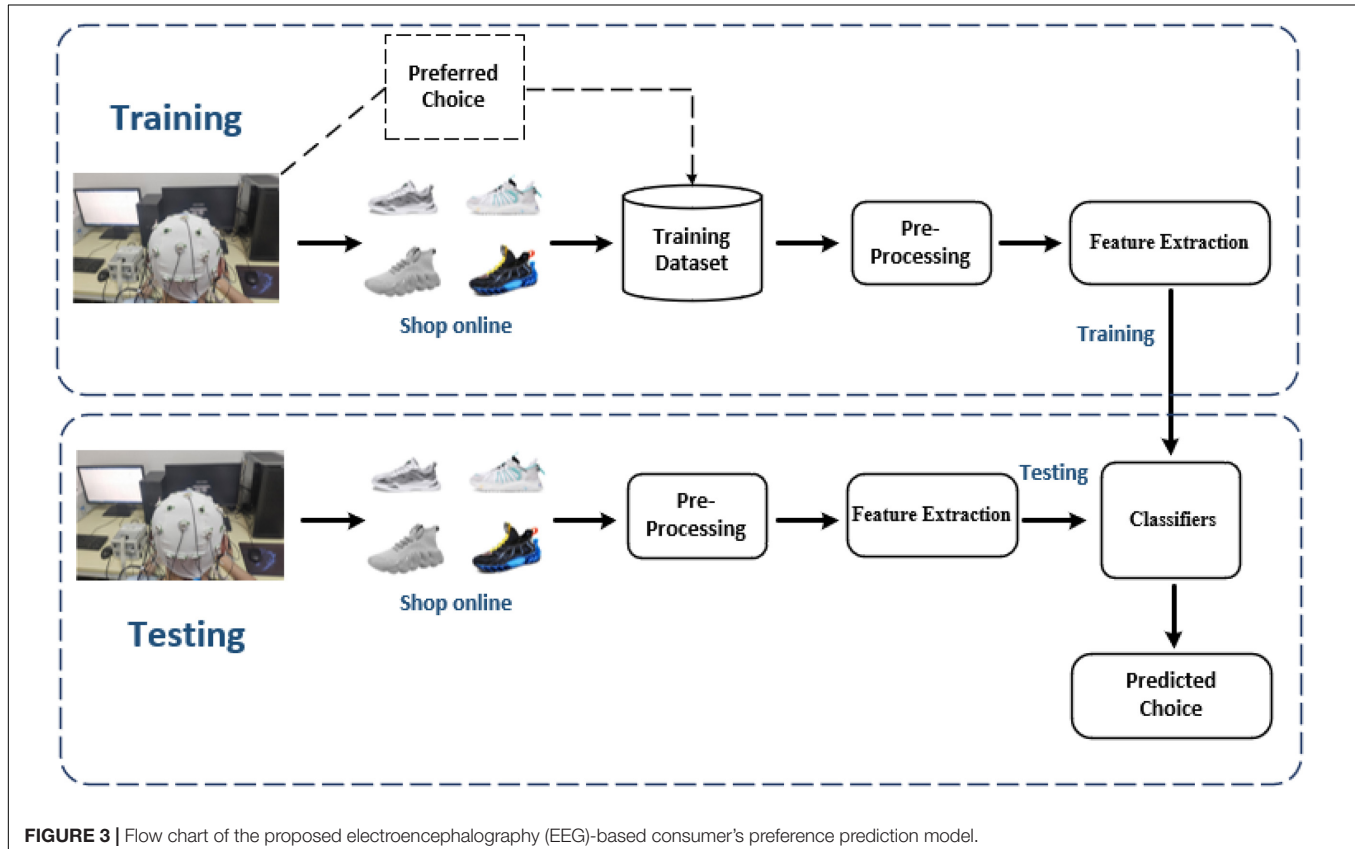 Preferred
Choice
Training
Training
Dataset
Pre-
Processing
Feature Extraction
Shop online
Training
Testing
Pre-
Processing
Feature Extraction
Classifiers
Shop online
Testing
Predicted
Choice
FIGURE 3 | Flow chart of the proposed electroencephalography (EEG)-based consumer's preference prediction model.